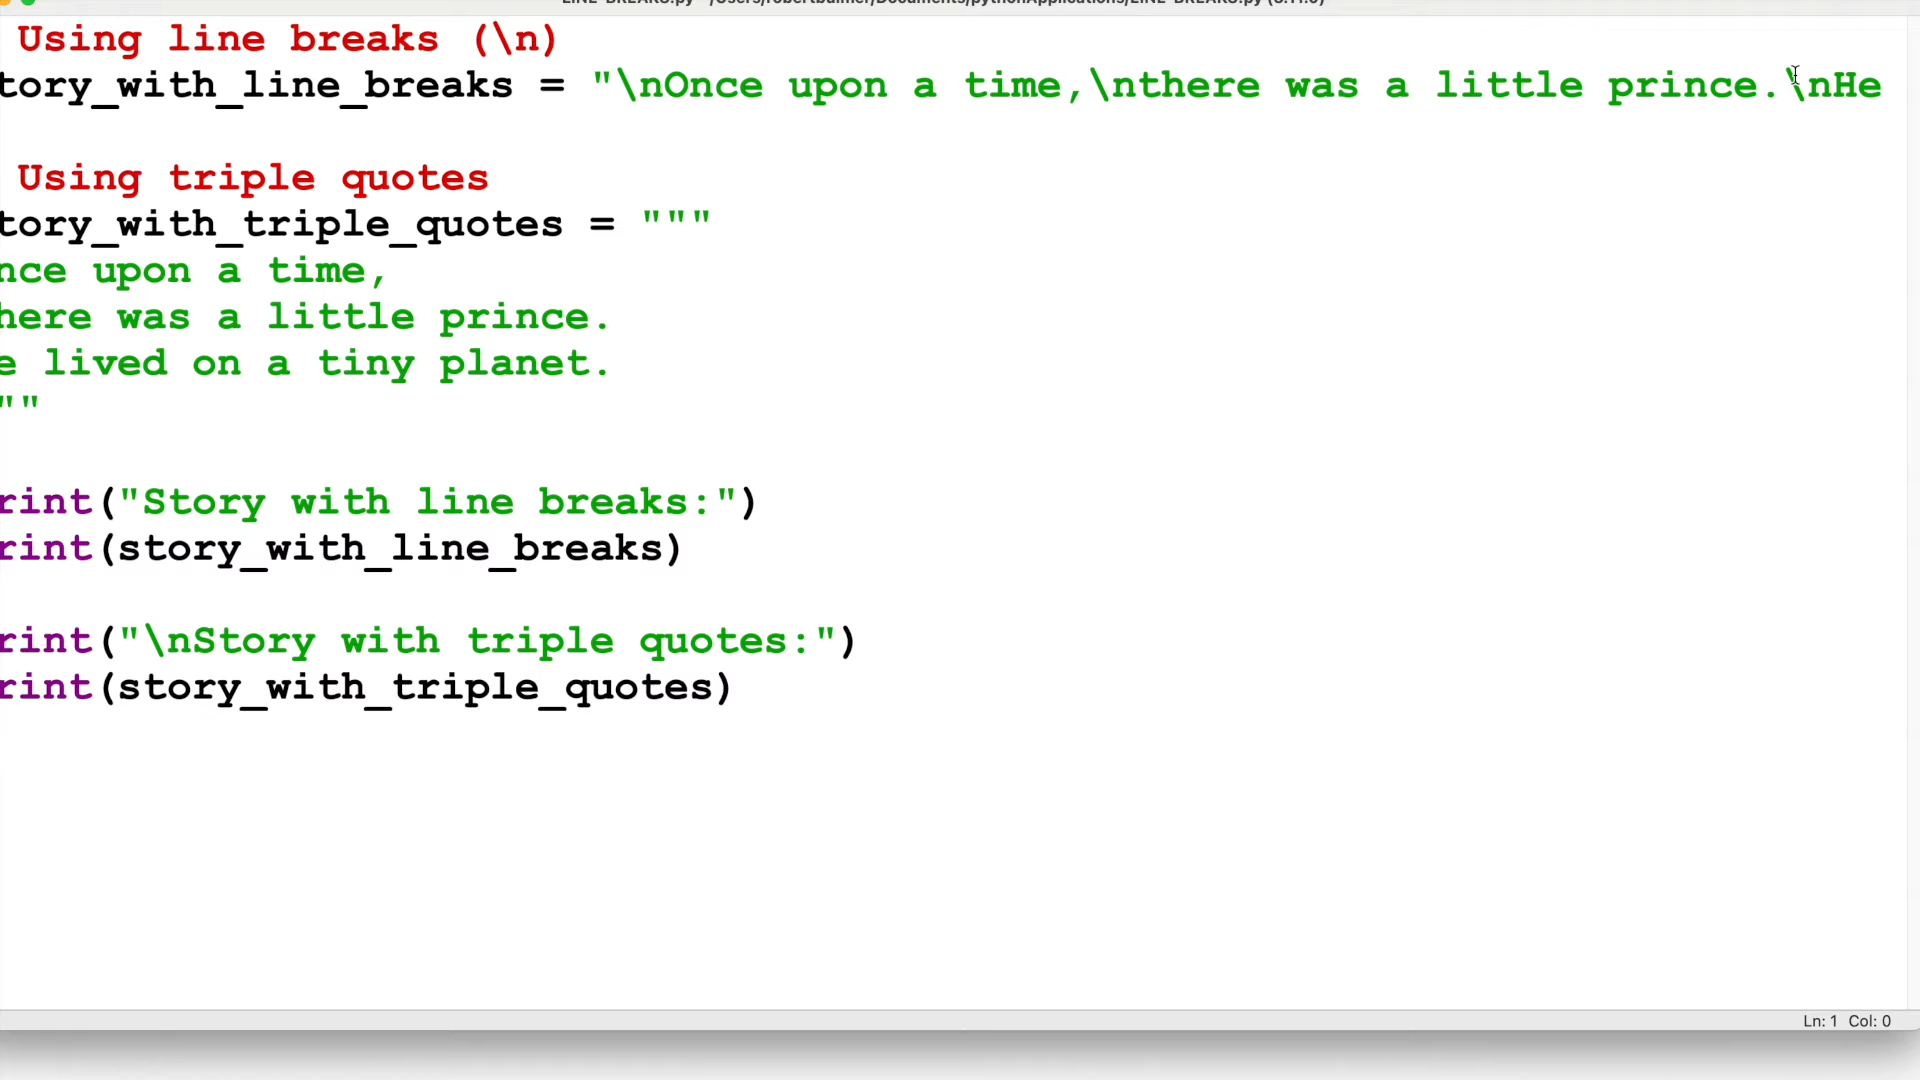 Using line breaks (\n)
tory_with_line_breaks = "\nOnce upon a time,\nthere was a little prince.\nHe
Using triple quotes
tory_with_triple_quotes = """
nce upon a time,
here was a little prince.
e lived on a tiny planet.
""
rint("Story with line breaks:")
rint(story_with_line_breaks)
rint("\nStory with triple quotes:")
rint(story_with_triple_quotes)
Ln: 1 Col: 0